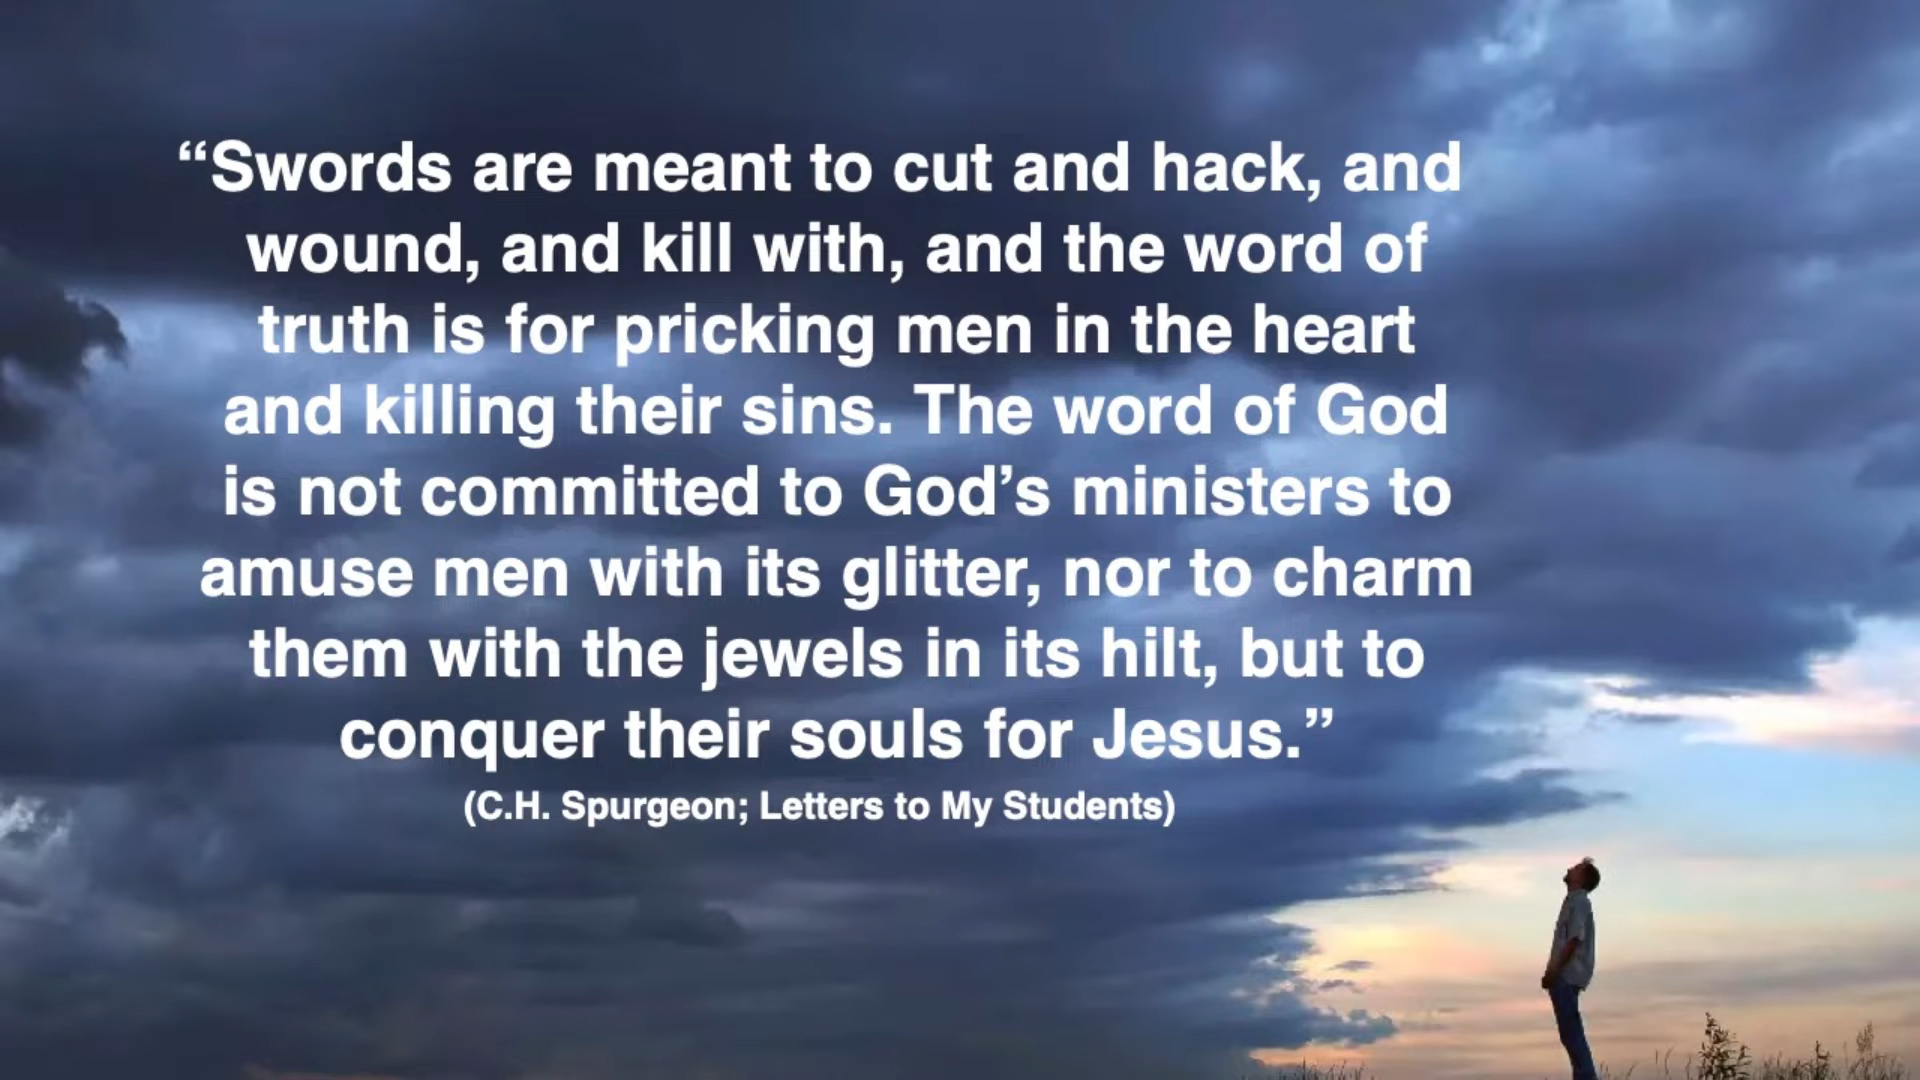 “Swords are meant to cut and hack, and
wound, and kill with, and the word of
truth is for pricking men in the heart
and killing their sins. The word of God
is not committed to God’s ministers to
amuse men with its glitter, nor to charm
them with the jewels in its hilt, but to
conquer their souls for Jesus.”
(C.H. Spurgeon; Letters to My Students)